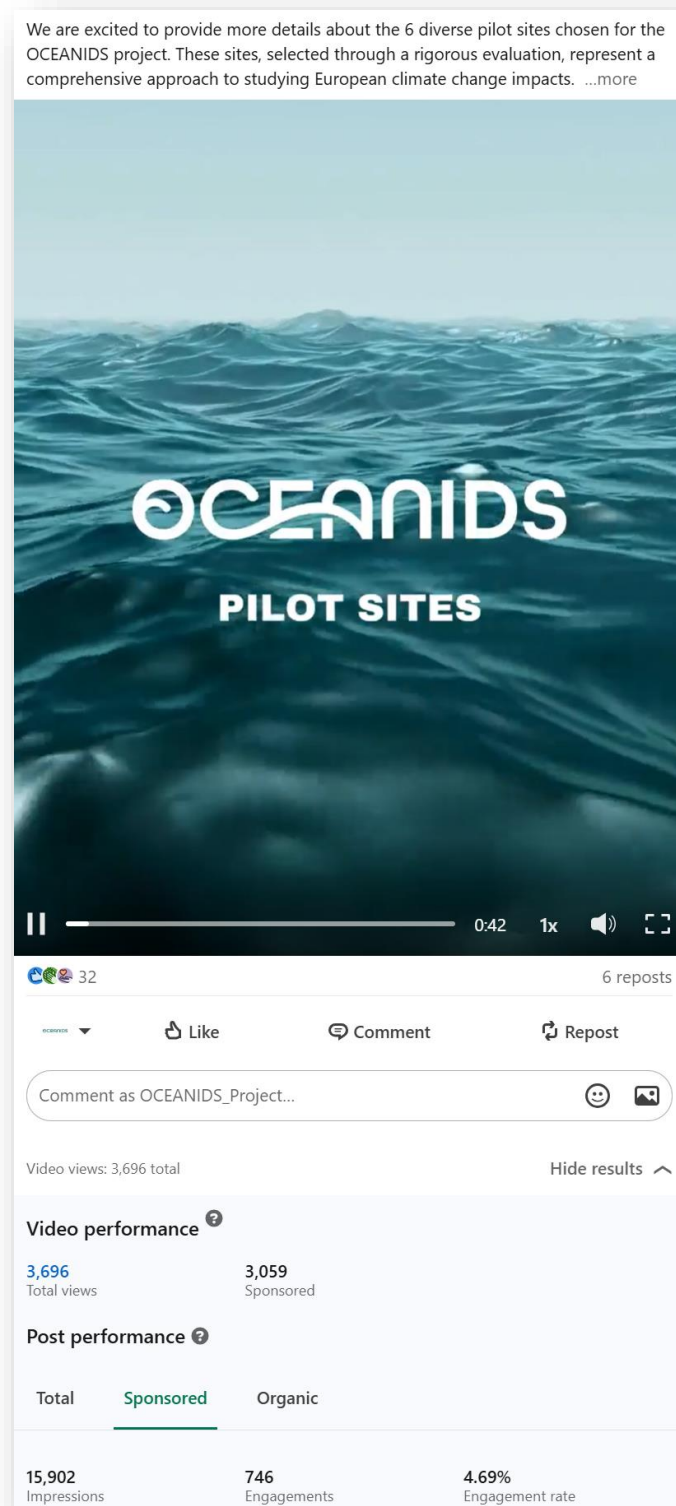 We are excited to provide more details about the 6 diverse pilot sites chosen for the
OCEANIDS project. These sites, selected through a rigorous evaluation, represent a
comprehensive approach to studying European climate change impacts. ...more
OCEANIDS
PILOT SITES
0:42 1x
32 6 reposts
OCEANIDS Like Comment Repost
Comment as OCEANIDS_Project...
Video views: 3,696 total Hide results
Video performance ?
3,696 3,059
Total views Sponsored
Post performance ?
Total Sponsored Organic
15,902 746 4.69%
Impressions Engagements Engagement rate